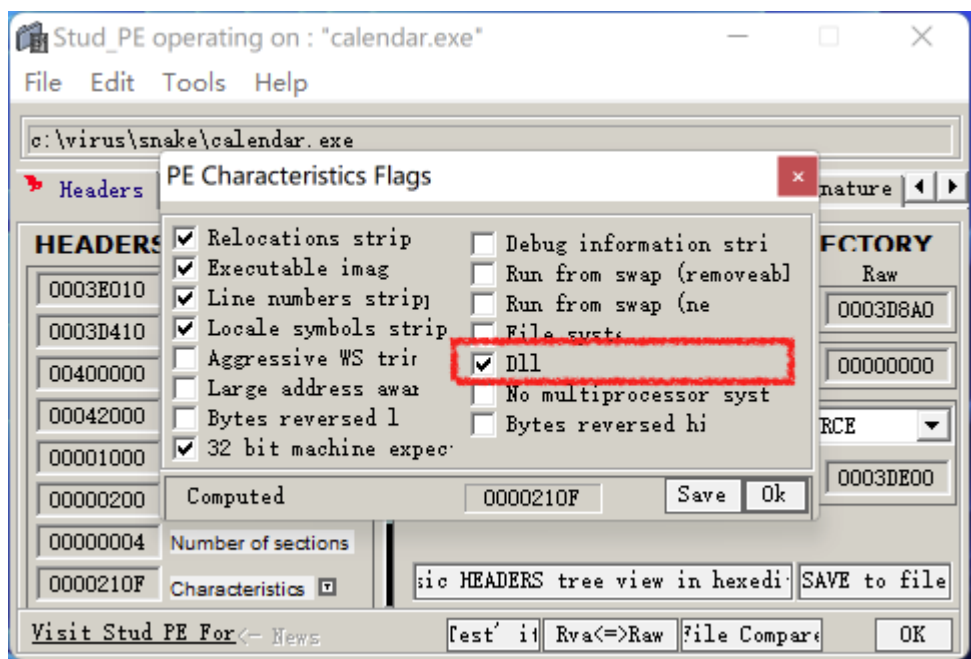 Stud_PE operating on : "calendar.exe"
File Edit Tools Help
c:\virus\snake\calendar.exe
Headers
nature
PE Characteristics Flags
Relocations strip
Executable imag
Line numbers strip
Locale symbols strip
Aggressive WS trir
Large address awar
Bytes reversed l
32 bit machine expec
Debug information stri
Run from swap (removeabl
Run from swap (ne
File syste
Dll
No multiprocessor syst
Bytes reversed hi
Computed 0000210F Save Ok
HEADERS
0003E010
0003D410
00400000
00042000
00001000
00000200
00000004 Number of sections
0000210F Characteristics
ECTORY
Raw
0003D8A0
00000000
RCE
0003DE00
sic HEADERS tree view in hexedi SAVE to file
Visit Stud PE For <- News Test' it Rva<=>Raw File Compare OK